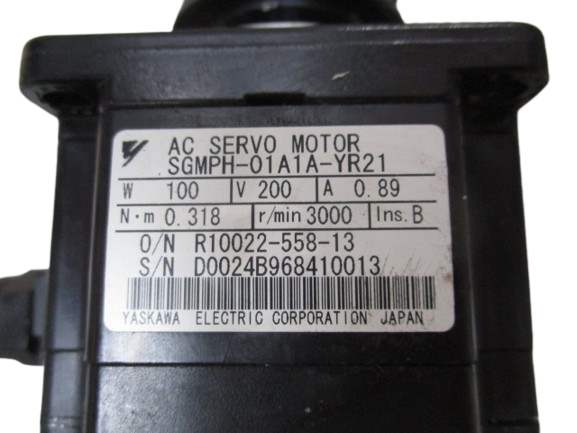 AC SERVO MOTOR
SGMPH-01A1A-YR21
W 100 V 200 A 0.89
N·m 0.318 r/min 3000 Ins. B
O/N R10022-558-13
S/N D0024B968410013
YASKAWA ELECTRIC CORPORATION JAPAN